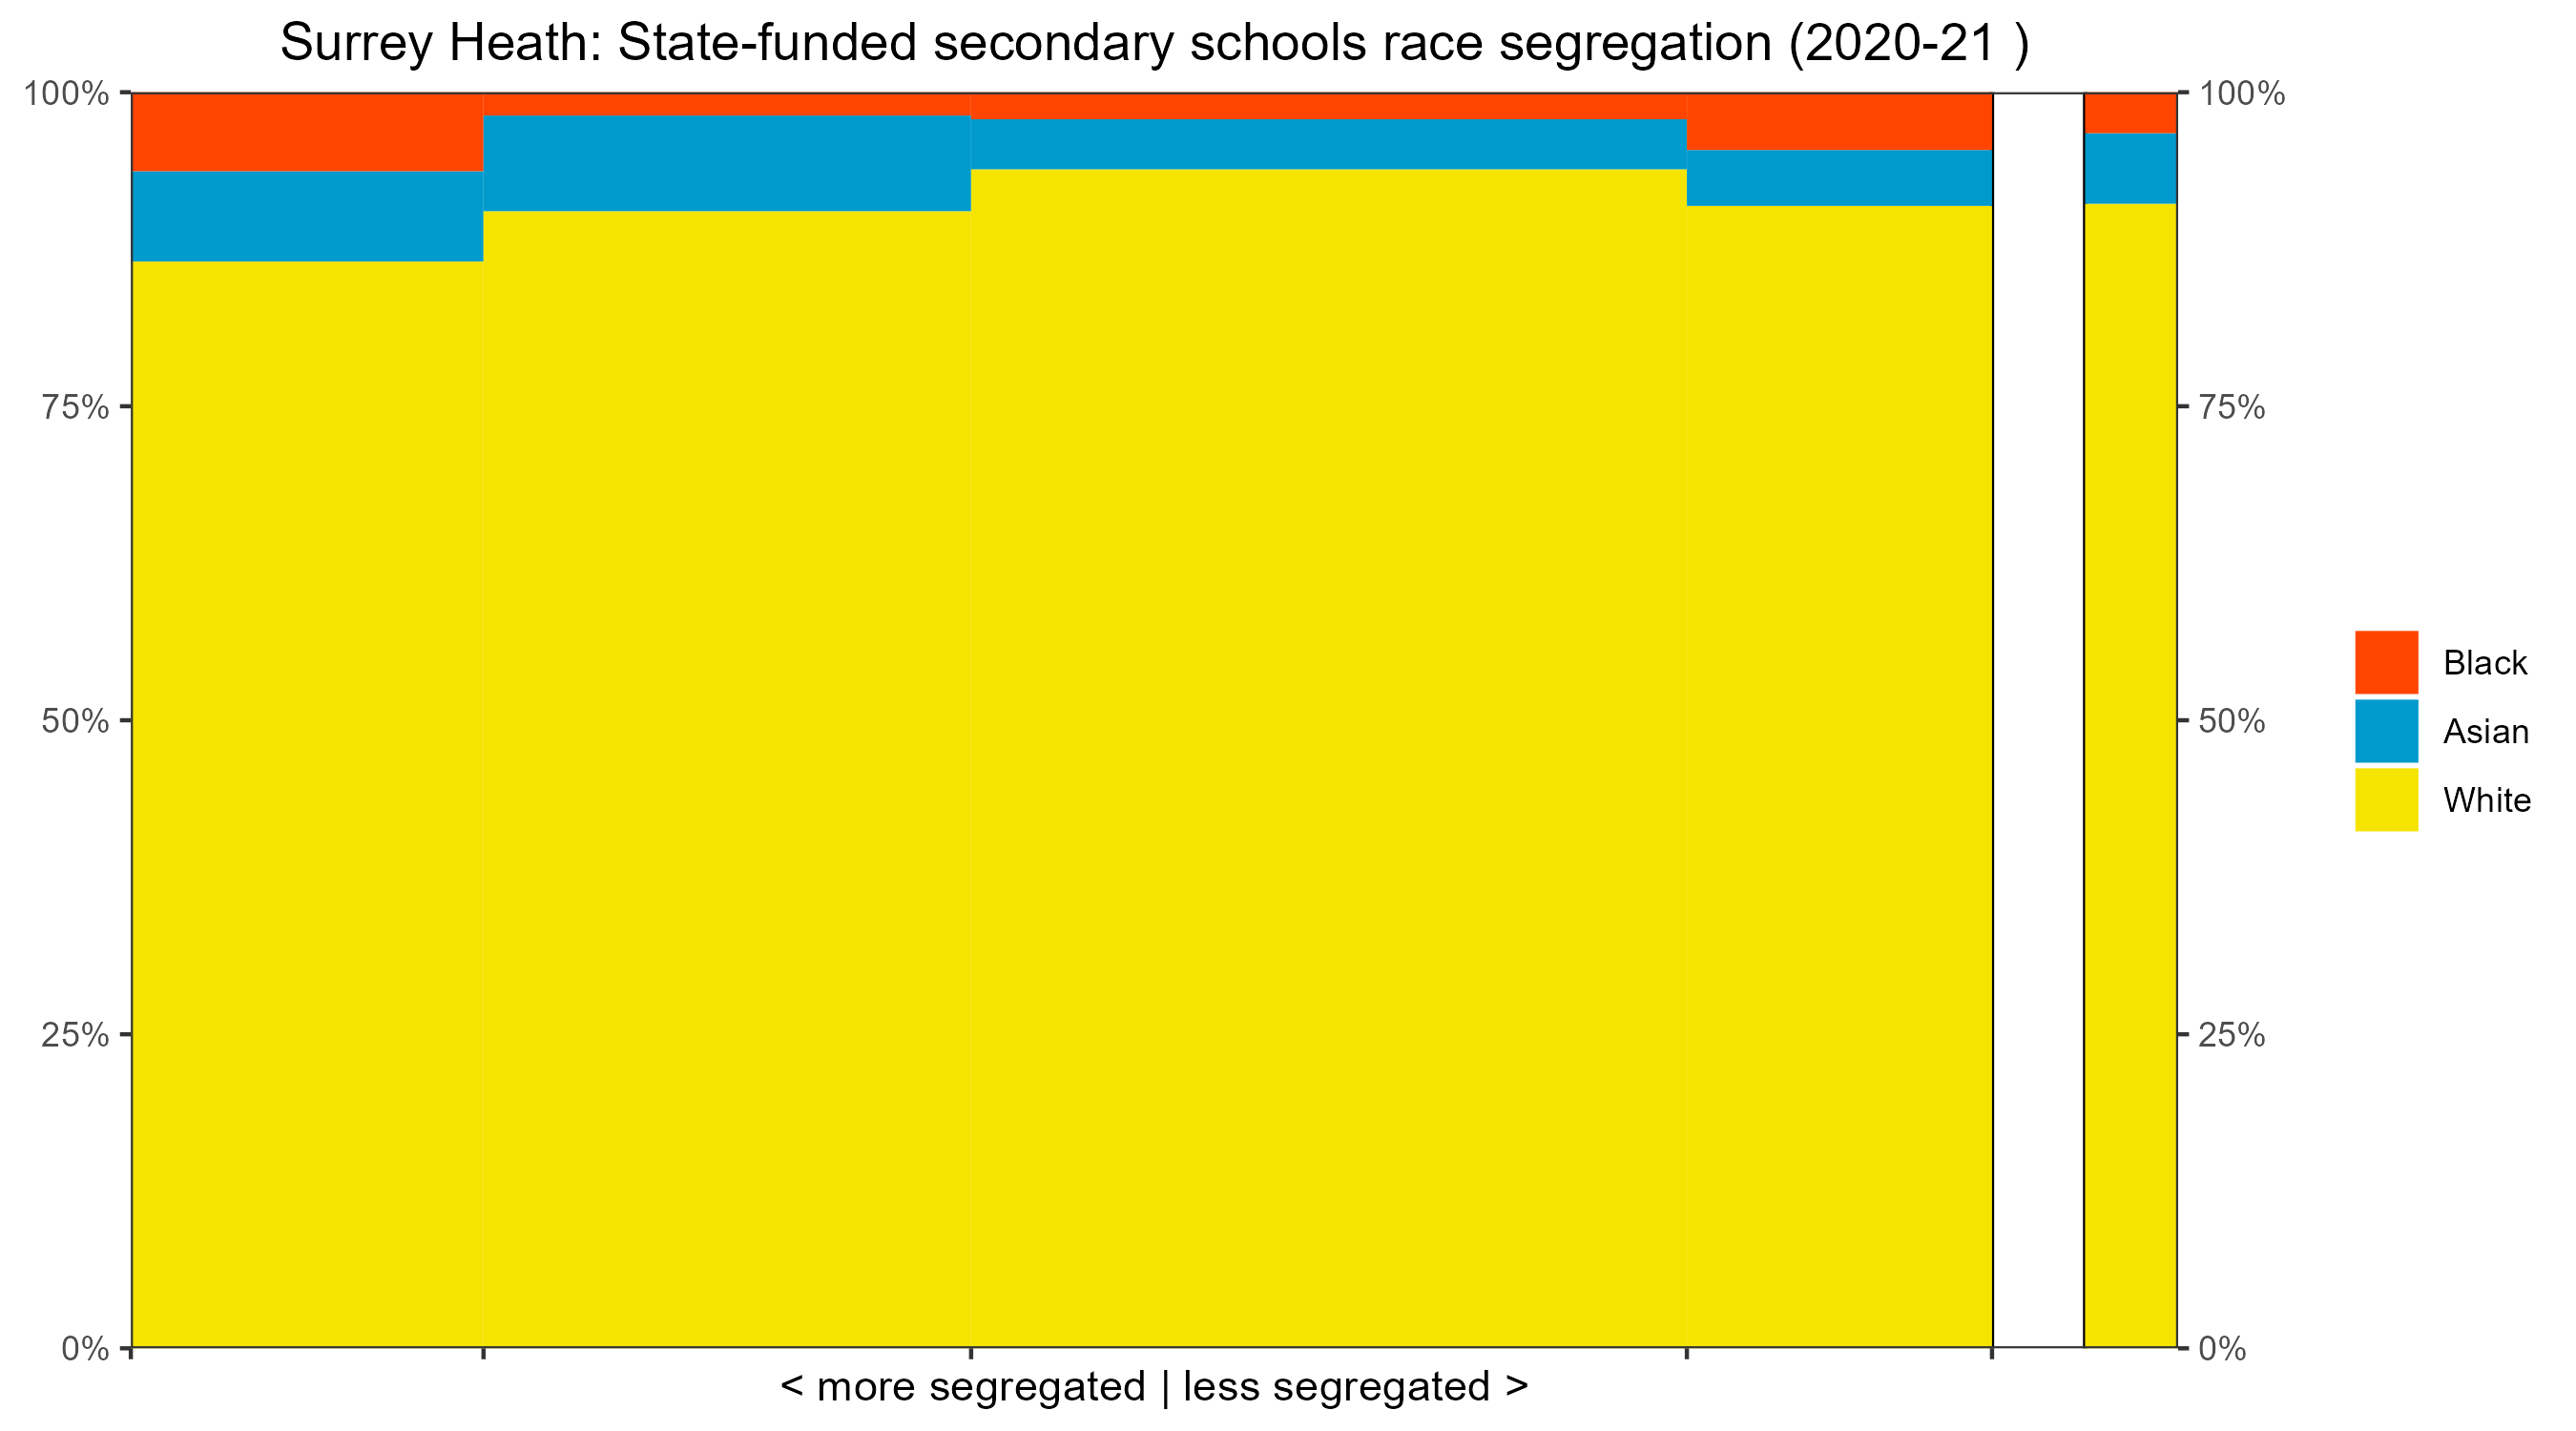 Surrey Heath: State-funded secondary schools race segregation (2020-21 )
100%
75%
50%
25%
0%
100%
75%
50%
25%
0%
Black
Asian
White
< more segregated | less segregated >